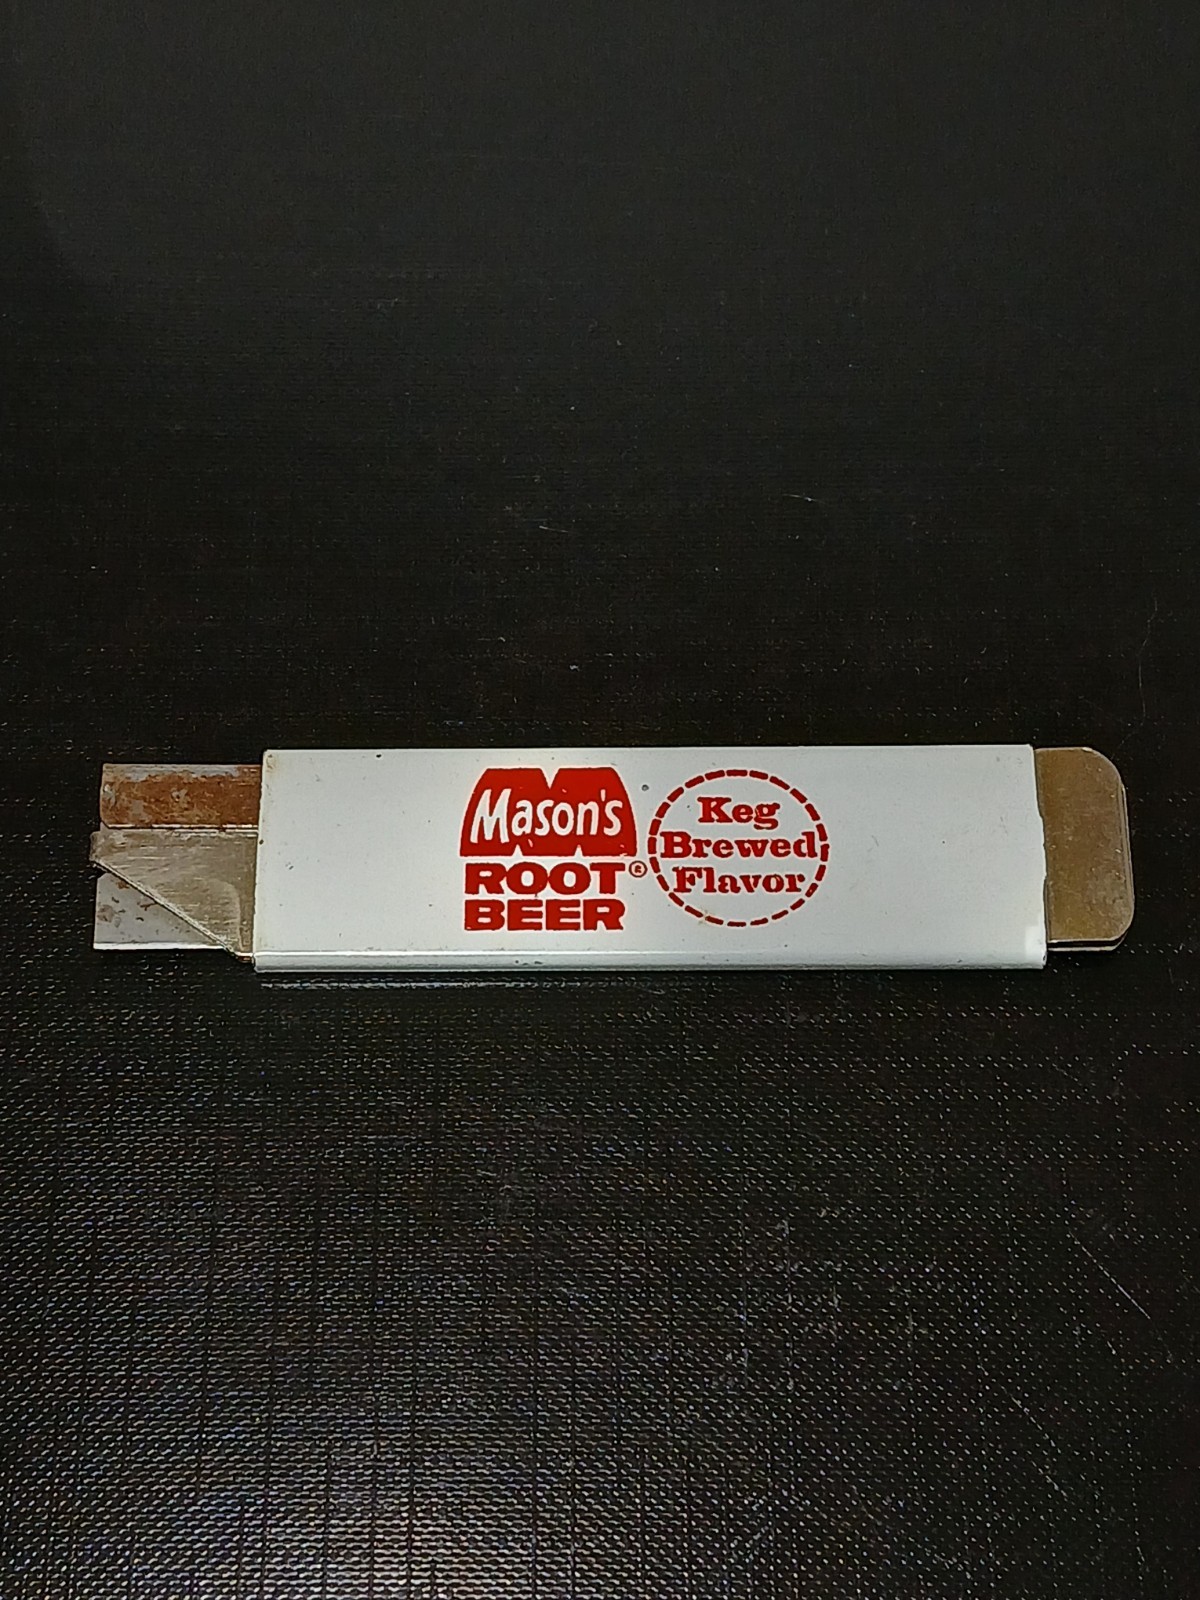 Mason's
ROOT®
BEER
Keg
Brewed
Flavor